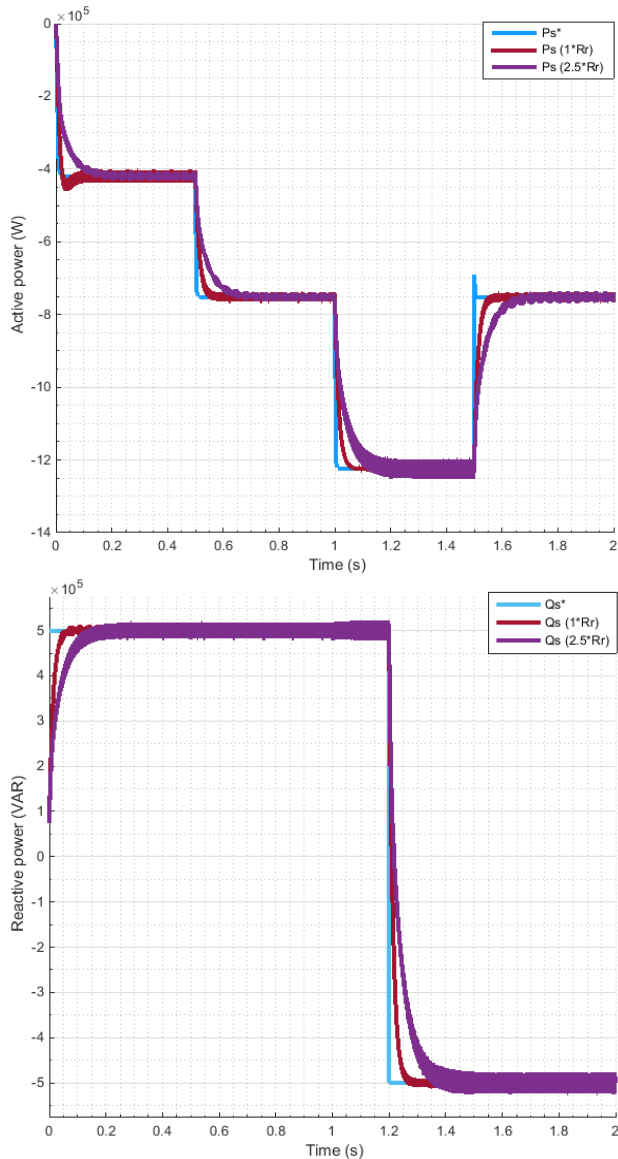 ×10⁵
0
-2
-4
-6
-8
-10
-12
-14
Active power (W)
Ps*
Ps (1*Rr)
Ps (2.5*Rr)
0 0.2 0.4 0.6 0.8 1 1.2 1.4 1.6 1.8 2
Time (s)
×10⁵
5
4
3
2
1
0
-1
-2
-3
-4
-5
Reactive power (VAR)
Qs*
Qs (1*Rr)
Qs (2.5*Rr)
0 0.2 0.4 0.6 0.8 1 1.2 1.4 1.6 1.8 2
Time (s)